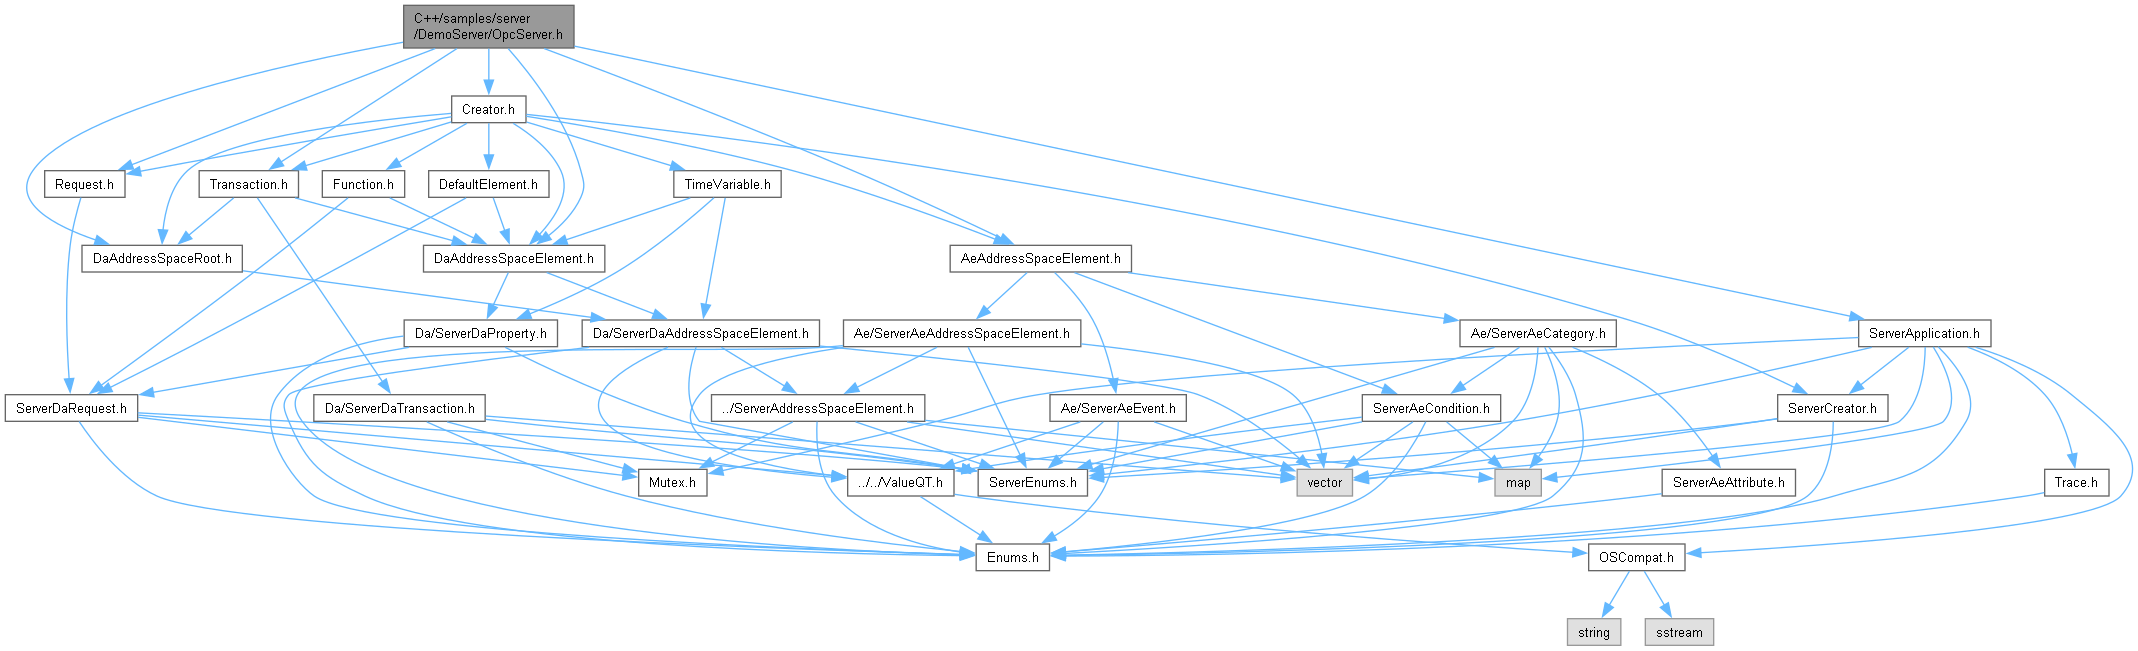 C++/samples/server
/DemoServer/OpcServer.h
Creator.h
Request.h
Transaction.h
Function.h
DefaultElement.h
TimeVariable.h
DaAddressSpaceRoot.h
DaAddressSpaceElement.h
AeAddressSpaceElement.h
Da/ServerDaProperty.h
Da/ServerDaAddressSpaceElement.h
Ae/ServerAeAddressSpaceElement.h
Ae/ServerAeCategory.h
ServerApplication.h
ServerDaRequest.h
Da/ServerDaTransaction.h
../ServerAddressSpaceElement.h
Ae/ServerAeEvent.h
ServerAeCondition.h
ServerCreator.h
Mutex.h
../../ValueQT.h
ServerEnums.h
vector
map
ServerAeAttribute.h
Trace.h
Enums.h
OSCompat.h
string
sstream